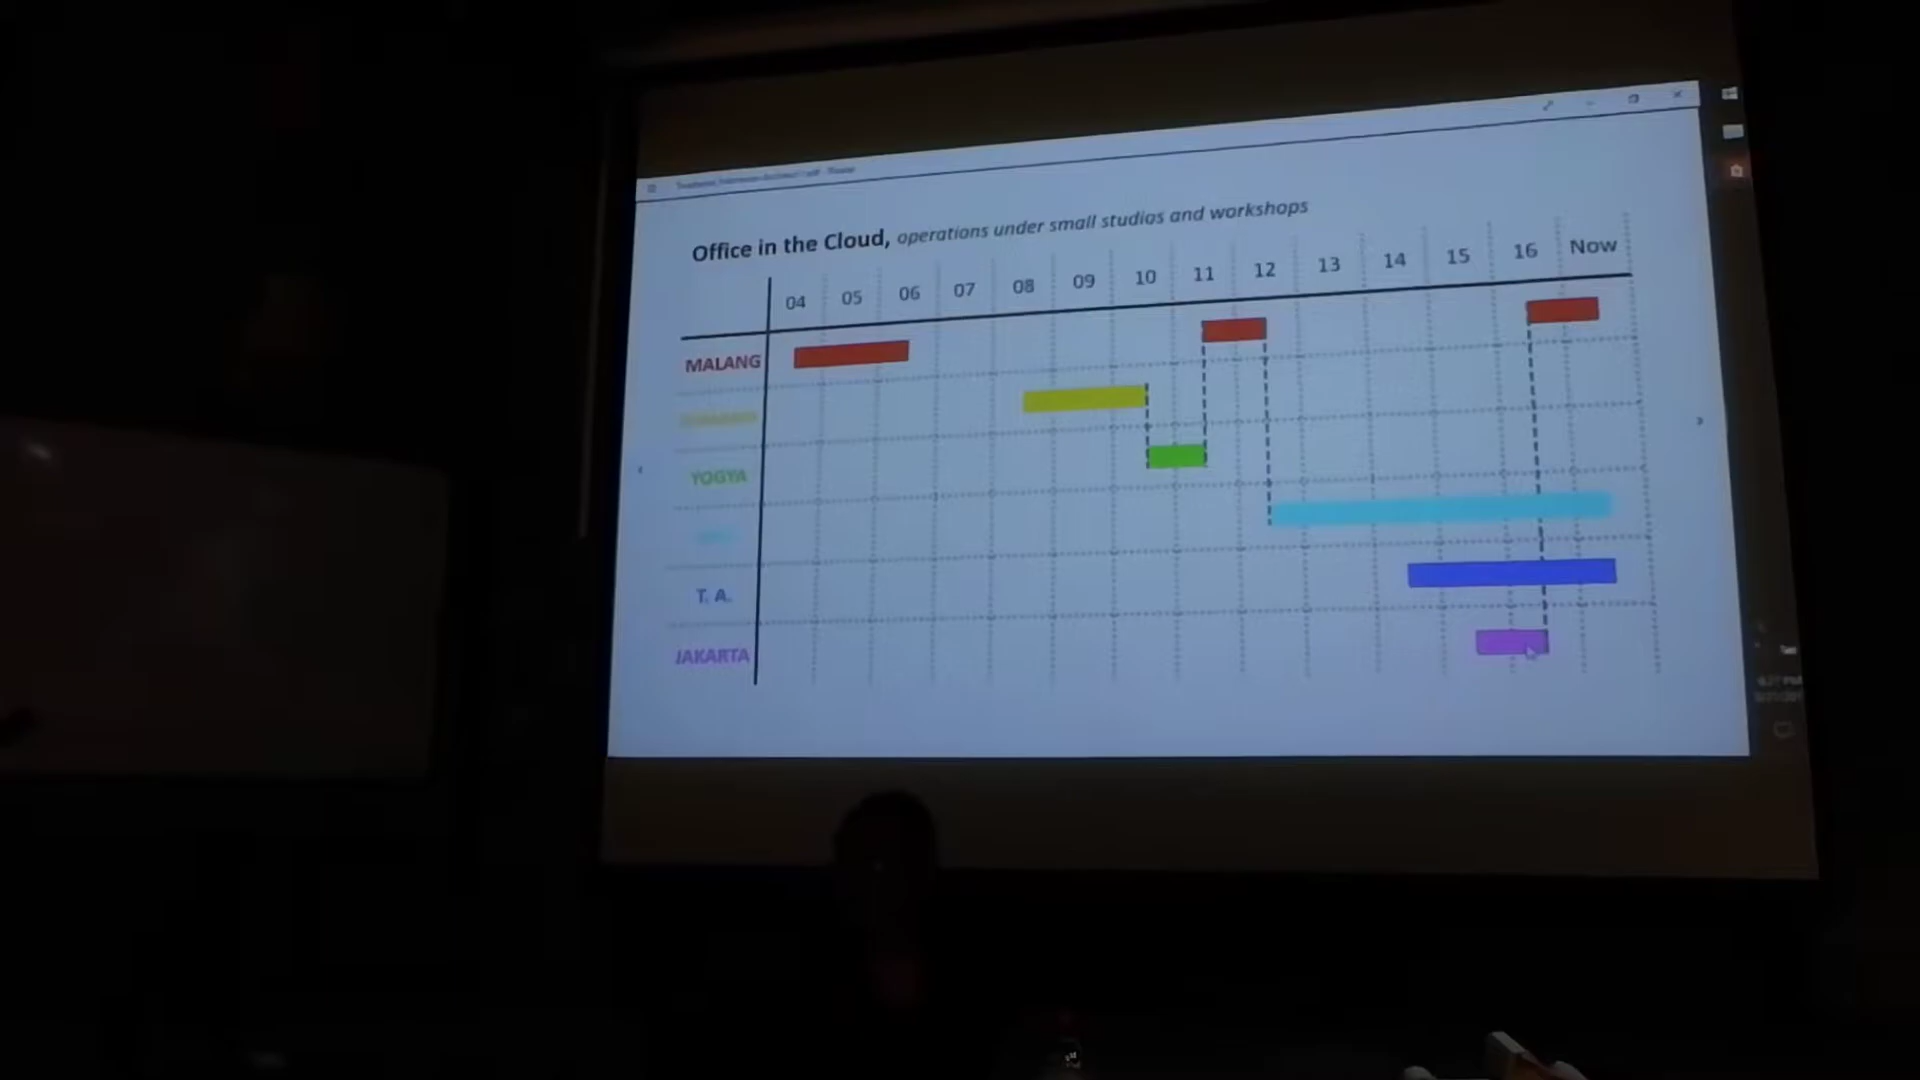 Office in the Cloud, operations under small studios and workshops
04 05 06 07 08 09 10 11 12 13 14 15 16 Now
MALANG
YOGYA
T. A.
JAKARTA